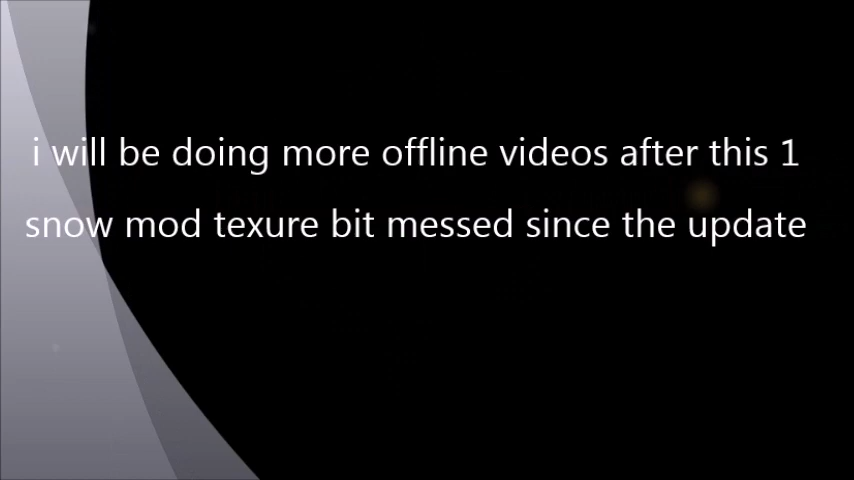 i will be doing more offline videos after this 1
snow mod texure bit messed since the update